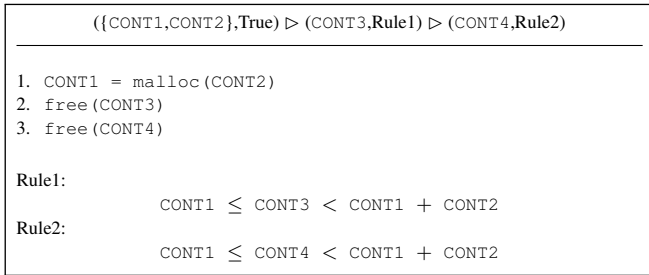 ({CONT1,CONT2},True) ▷ (CONT3,Rule1) ▷ (CONT4,Rule2)
1. CONT1 = malloc(CONT2)
2. free(CONT3)
3. free(CONT4)
Rule1:
CONT1 ≤ CONT3 < CONT1 + CONT2
Rule2:
CONT1 ≤ CONT4 < CONT1 + CONT2